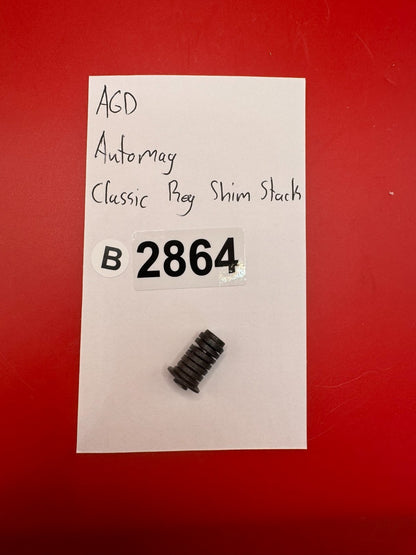 AGD
Automag
Classic Reg Shim Stack
B 2864